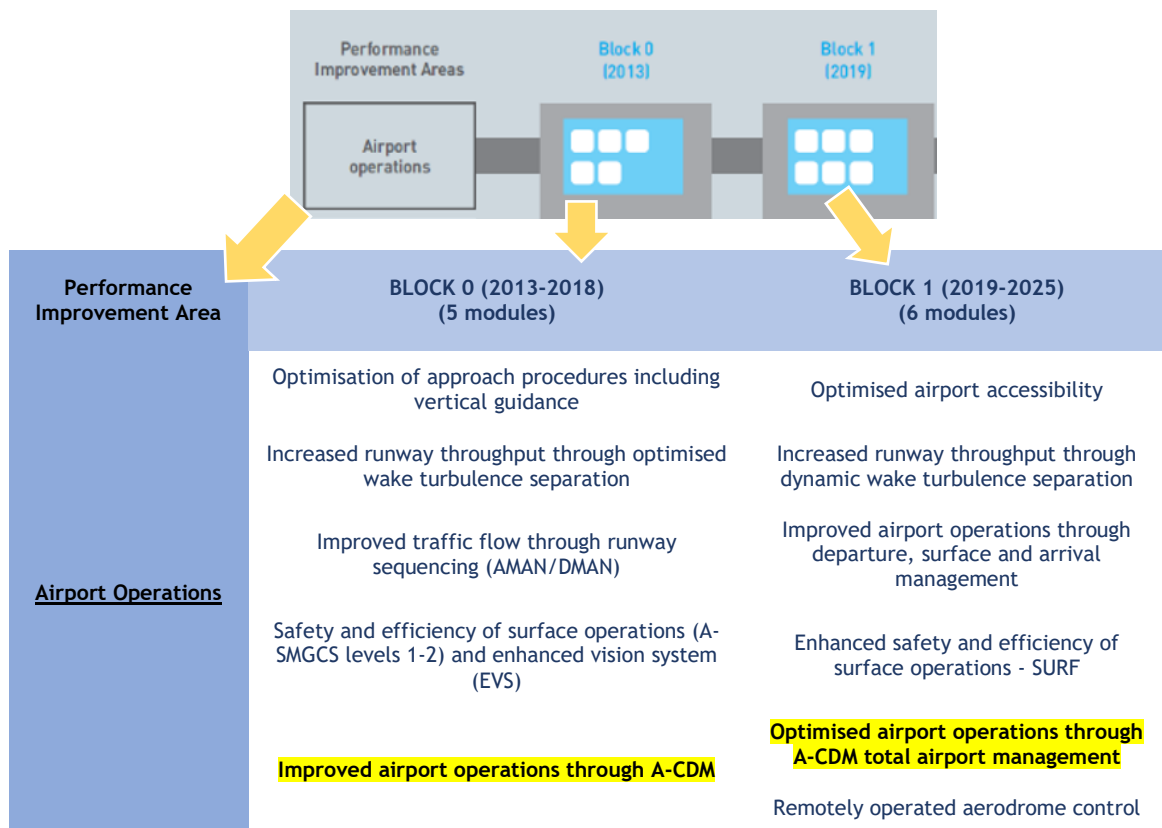 Performance
Improvement Areas
Block 0
(2013)
Block 1
(2019)
Airport
operations
Performance
Improvement Area
BLOCK 0 (2013-2018)
(5 modules)
BLOCK 1 (2019-2025)
(6 modules)
Airport Operations
Optimisation of approach procedures including
vertical guidance
Optimised airport accessibility
Increased runway throughput through optimised
wake turbulence separation
Increased runway throughput through
dynamic wake turbulence separation
Improved traffic flow through runway
sequencing (AMAN/DMAN)
Improved airport operations through
departure, surface and arrival
management
Safety and efficiency of surface operations (A-
SMGCS levels 1-2) and enhanced vision system
(EVS)
Enhanced safety and efficiency of
surface operations - SURF
Improved airport operations through A-CDM
Optimised airport operations through
A-CDM total airport management
Remotely operated aerodrome control